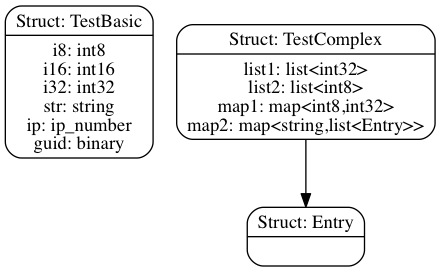 Struct: TestBasic
i8: int8
i16: int16
i32: int32
str: string
ip: ip_number
guid: binary
Struct: TestComplex
list1: list<int32>
list2: list<int8>
map1: map<int8,int32>
map2: map<string,list<Entry>>
Struct: Entry